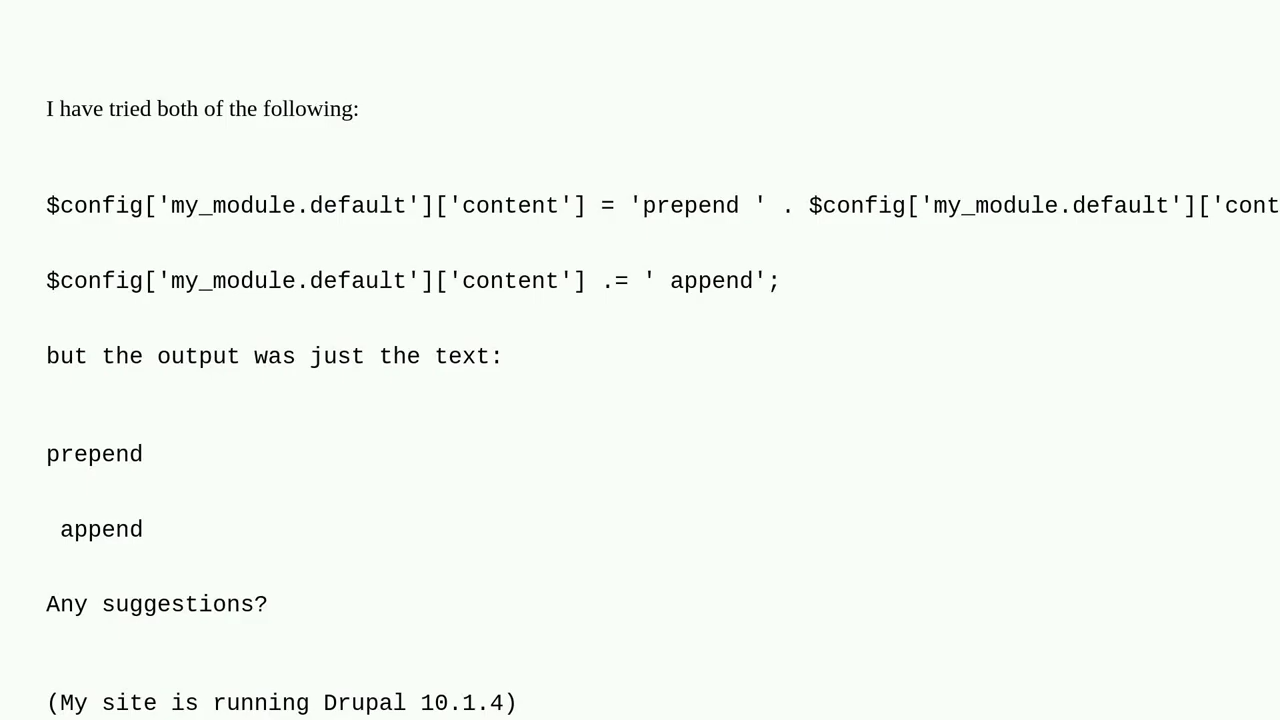 I have tried both of the following:
$config['my_module.default']['content'] = 'prepend ' . $config['my_module.default']['cont
$config['my_module.default']['content'] .= ' append';
but the output was just the text:
prepend
 append
Any suggestions?
(My site is running Drupal 10.1.4)